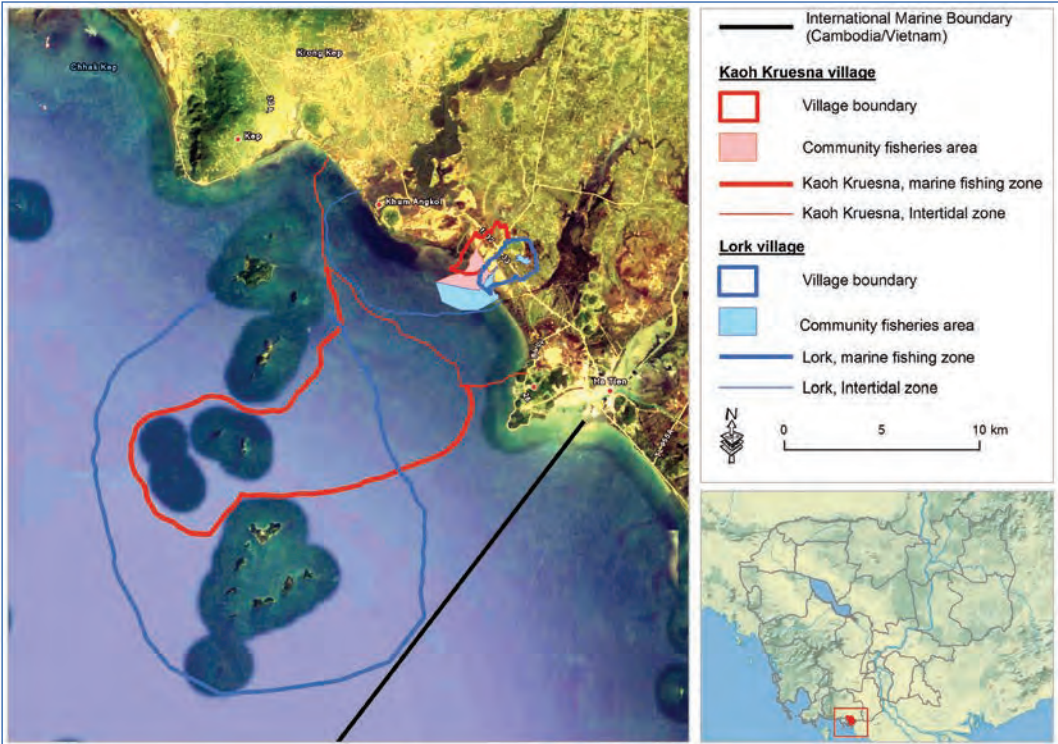 Chhak Kep
Krong Kep
Kep
Kham Angkol
Ha Tien
International Marine Boundary
(Cambodia/Vietnam)
Kaoh Kruesna village
Village boundary
Community fisheries area
Kaoh Kruesna, marine fishing zone
Kaoh Kruesna, Intertidal zone
Lork village
Village boundary
Community fisheries area
Lork, marine fishing zone
Lork, Intertidal zone
N
0 5 10 km